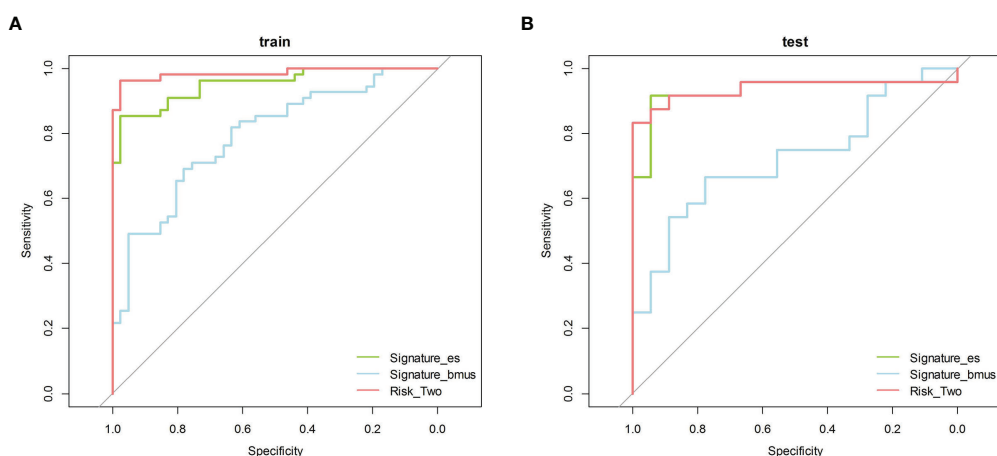 A
train
Sensitivity
1.0
0.8
0.6
0.4
0.2
0.0
Signature_es
Signature_bmus
Risk_Two
1.0 0.8 0.6 0.4 0.2 0.0
Specificity
B
test
Sensitivity
1.0
0.8
0.6
0.4
0.2
0.0
Signature_es
Signature_bmus
Risk_Two
1.0 0.8 0.6 0.4 0.2 0.0
Specificity